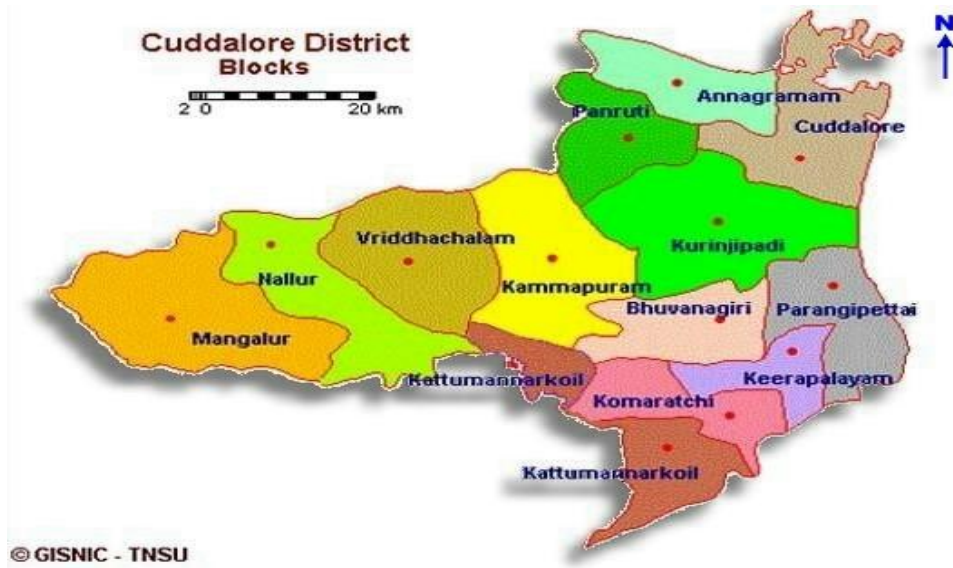 Cuddalore District
Blocks
2 0 20 km
N
Annagramam
Panruti
Cuddalore
Vriddhachalam
Kurinjipadi
Nallur
Kammapuram
Bhuvanagiri
Parangipettai
Mangalur
Kattumannarkoil
Keerapalayam
Komaratchi
Kattumannarkoil
© GISNIC - TNSU